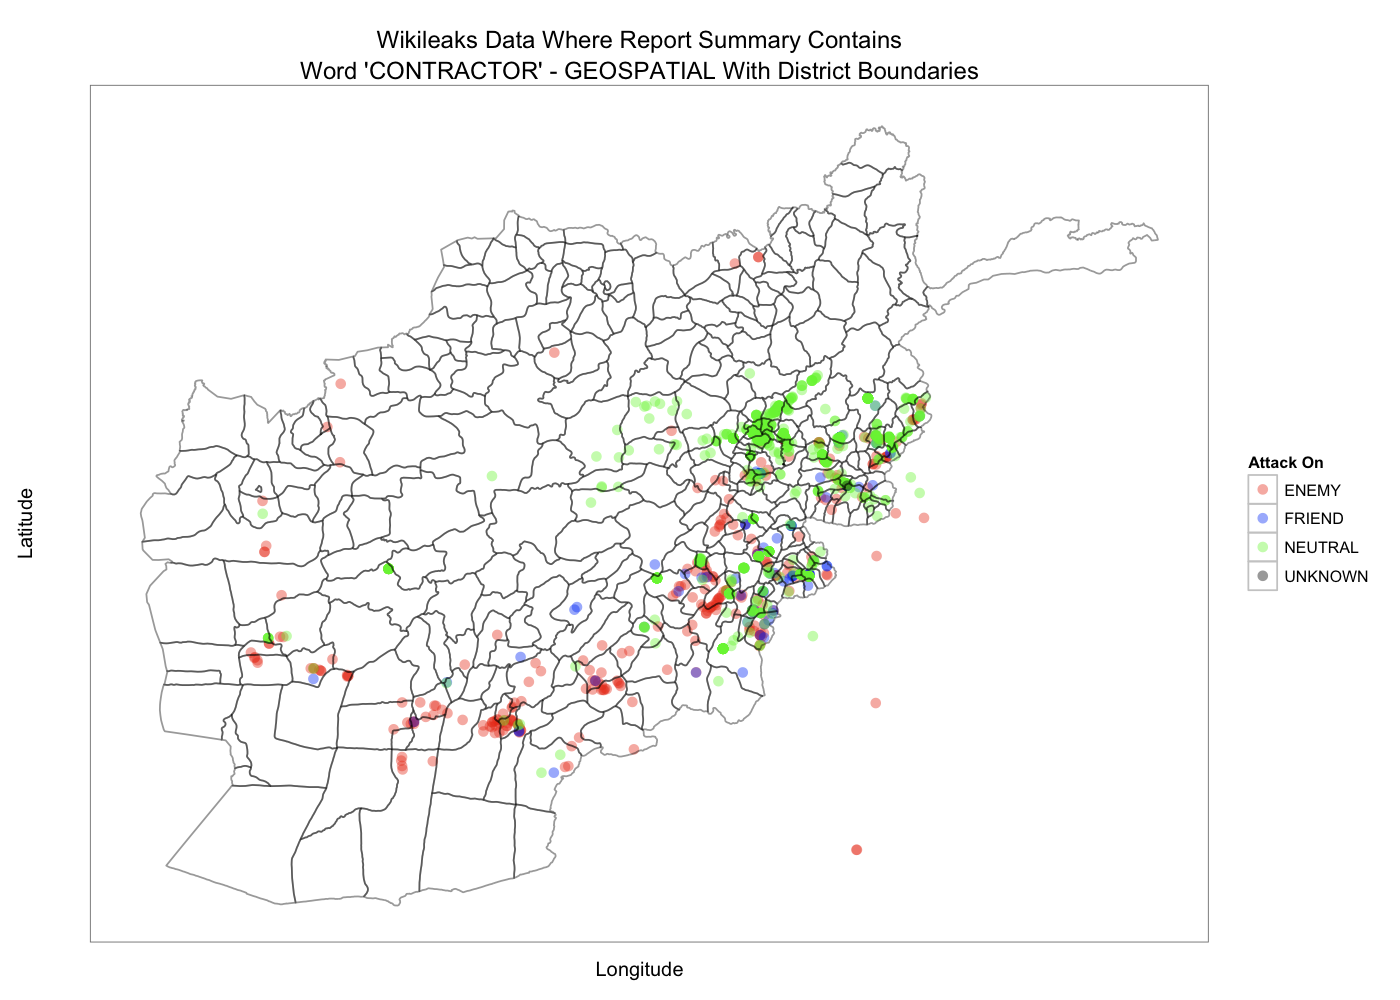 Wikileaks Data Where Report Summary Contains
Word 'CONTRACTOR' - GEOSPATIAL With District Boundaries
Latitude
Attack On
ENEMY
FRIEND
NEUTRAL
UNKNOWN
Longitude